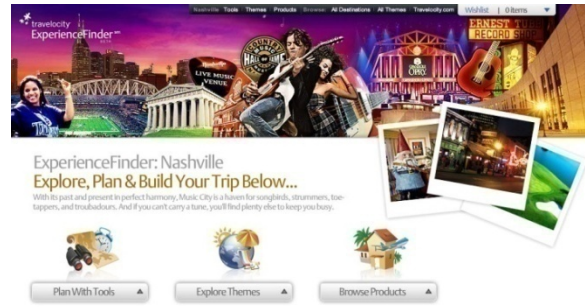 Nashville Tools Themes Products Browse: All Destinations All Themes Travelocity.com Wishlist | 0 items
travelocity
ExperienceFinder
BETA
ERNEST TUBB
RECORD SHOP
COUNTRY
MUSIC
HALL OF FAME
LIVE MUSIC
VENUE
OPRY
ExperienceFinder: Nashville
Explore, Plan & Build Your Trip Below...
With its past and present in perfect harmony, Music City is a haven for songbirds, strummers, toe-
tappers, and troubadours. And if you can't carry a tune, you'll find plenty else to keep you busy.
Plan With Tools
Explore Themes
Browse Products